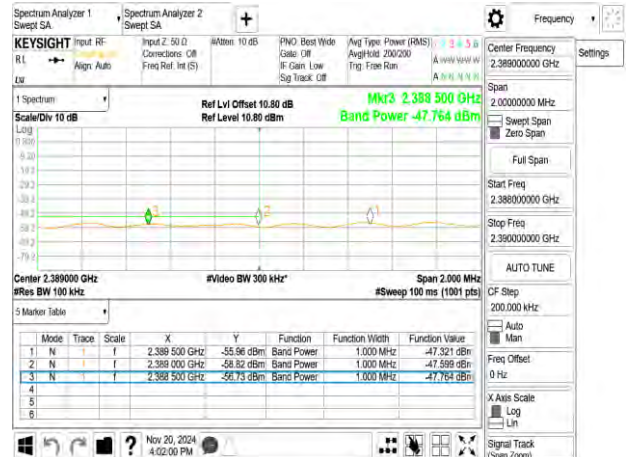 Spectrum Analyzer 1
Swept SA
Spectrum Analyzer 2
Swept SA
+
Frequency
KEYSIGHT
Input: RF
RL
Align: Auto
Input Z: 50 Ω
Corrections: Off
Freq Ref: Int (S)
#Atten: 10 dB
PNO: Best Wide
Gate: Off
IF Gain: Low
Sig Track: Off
Avg Type: Power (RMS)
Avg|Hold: 200/200
Trig: Free Run
Center Frequency
2.389000000 GHz
Settings
Span
2.00000000 MHz
Swept Span
Zero Span
Full Span
Start Freq
2.388000000 GHz
Stop Freq
2.390000000 GHz
AUTO TUNE
CF Step
200.000 kHz
Auto
Man
Freq Offset
0 Hz
X Axis Scale
Log
Lin
Signal Track
(Span Zoom)
1 Spectrum
Scale/Div 10 dB
Log
Ref Lvl Offset 10.80 dB
Ref Level 10.80 dBm
Mkr3 2.388 500 GHz
Band Power -47.764 dBm
3
2
1
Center 2.389000 GHz
#Res BW 100 kHz
#Video BW 300 kHz*
Span 2.000 MHz
#Sweep 100 ms (1001 pts)
5 Marker Table
Mode Trace Scale X Y Function Function Width Function Value
1 N 1 f 2.389 500 GHz -55.96 dBm Band Power 1.000 MHz -47.321 dBm
2 N 1 f 2.389 000 GHz -58.82 dBm Band Power 1.000 MHz -47.599 dBm
3 N 1 f 2.388 500 GHz -56.73 dBm Band Power 1.000 MHz -47.764 dBm
4
5
6
?
Nov 20, 2024
4:02:00 PM